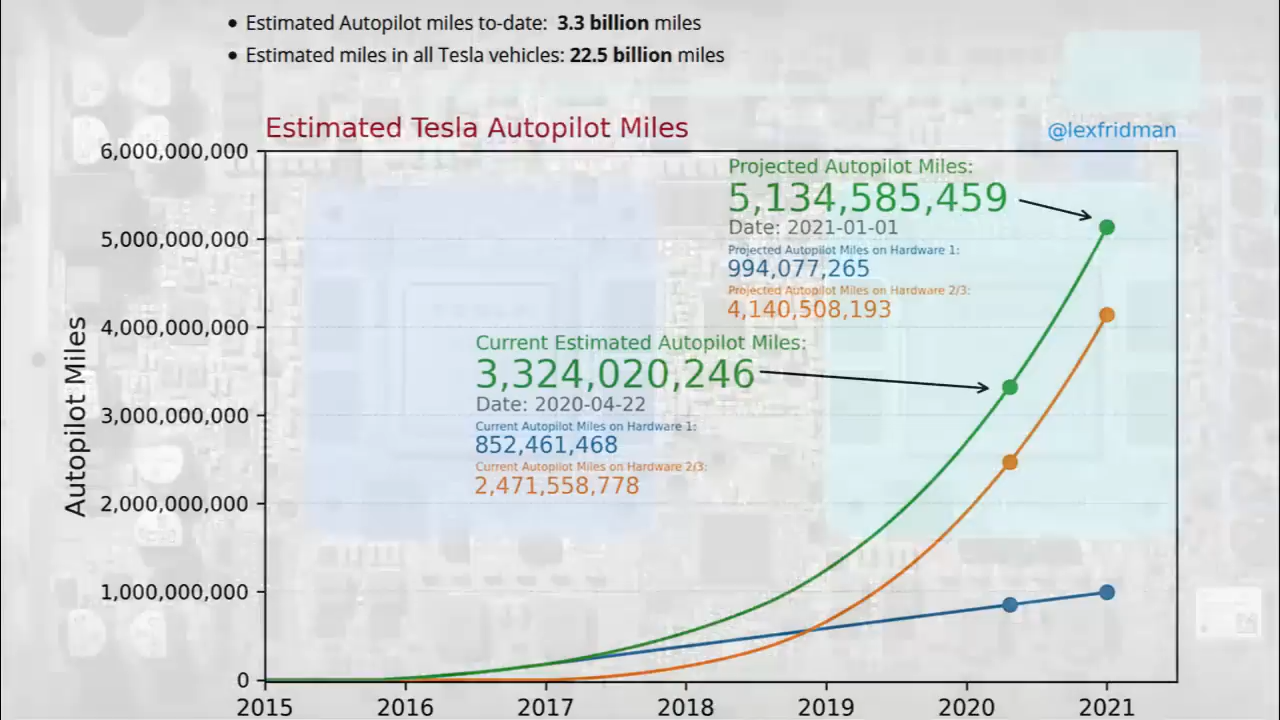 • Estimated Autopilot miles to-date: 3.3 billion miles
• Estimated miles in all Tesla vehicles: 22.5 billion miles
Estimated Tesla Autopilot Miles
@lexfridman
6,000,000,000
5,000,000,000
4,000,000,000
3,000,000,000
2,000,000,000
1,000,000,000
0
Autopilot Miles
Projected Autopilot Miles:
5,134,585,459
Date: 2021-01-01
Projected Autopilot Miles on Hardware 1:
994,077,265
Projected Autopilot Miles on Hardware 2/3:
4,140,508,193
Current Estimated Autopilot Miles:
3,324,020,246
Date: 2020-04-22
Current Autopilot Miles on Hardware 1:
852,461,468
Current Autopilot Miles on Hardware 2/3:
2,471,558,778
2015 2016 2017 2018 2019 2020 2021